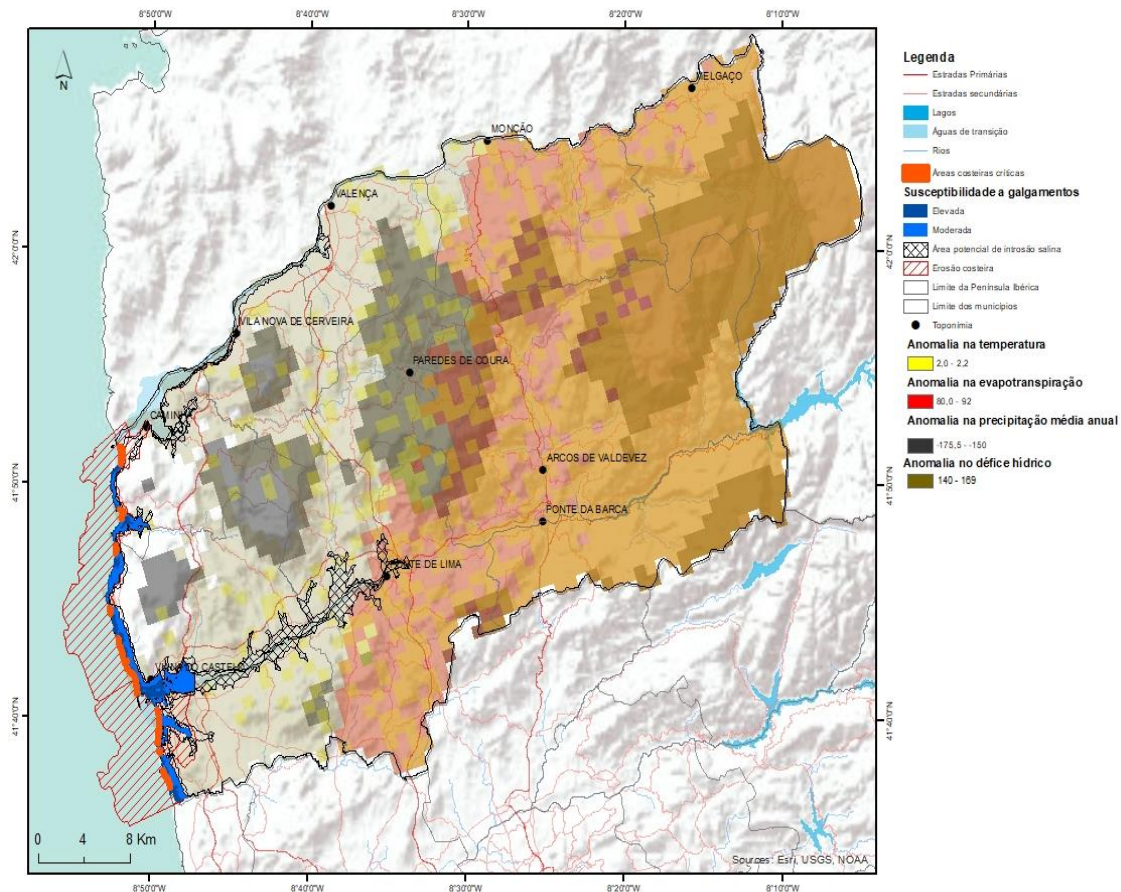 8°50'0"W 8°40'0"W 8°30'0"W 8°20'0"W 8°10'0"W
N
42°0'0"N
41°50'0"N
41°40'0"N
MELGAÇO
MONÇÃO
VALENÇA
VILA NOVA DE CERVEIRA
PAREDES DE COURA
CAMINHA
ARCOS DE VALDEVEZ
PONTE DA BARCA
PONTE DE LIMA
VIANA DO CASTELO
42°0'0"N
41°50'0"N
41°40'0"N
0 4 8 Km
Sources: Esri, USGS, NOAA
8°50'0"W 8°40'0"W 8°30'0"W 8°20'0"W 8°10'0"W
Legenda
Estradas Primárias
Estradas secundárias
Lagos
Águas de transição
Rios
Áreas costeiras críticas
Susceptibilidade a galgamentos
Elevada
Moderada
Área potencial de introsão salina
Erosão costeira
Limite da Península Ibérica
Limite dos municípios
Toponímia
Anomalia na temperatura
2,0 - 2,2
Anomalia na evapotranspiração
80,0 - 92
Anomalia na precipitação média anual
-175,5 - -150
Anomalia no défice hídrico
140 - 169